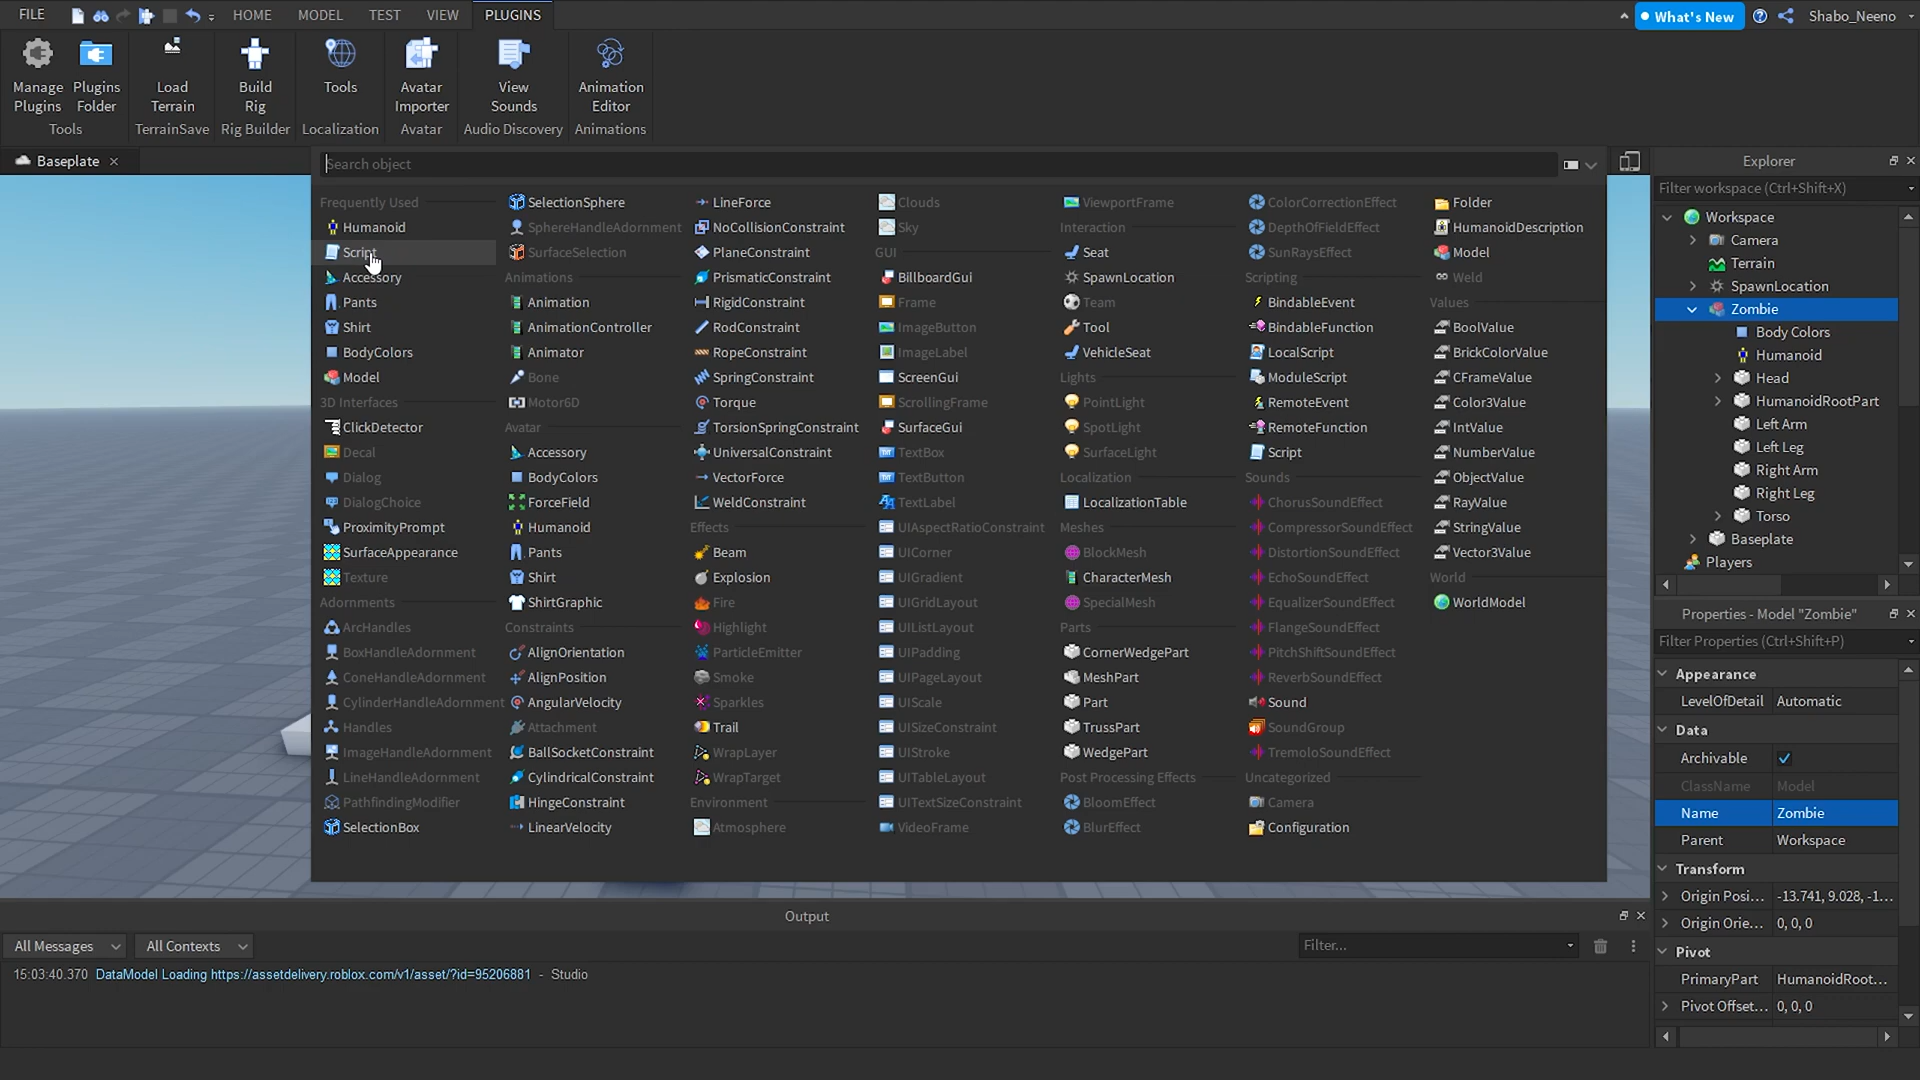 FILE HOME MODEL TEST VIEW PLUGINS What's New Shabo_Neeno
Manage Plugins
Plugins Folder
Load Terrain
Build Rig
Tools
Avatar Importer
View Sounds
Animation Editor
Tools TerrainSave Rig Builder Localization Avatar Audio Discovery Animations
Baseplate
Search object
Frequently Used
Humanoid
Script
Accessory
Pants
Shirt
BodyColors
Model
3D Interfaces
ClickDetector
Decal
Dialog
DialogChoice
ProximityPrompt
SurfaceAppearance
Texture
Adornments
ArcHandles
BoxHandleAdornment
ConeHandleAdornment
CylinderHandleAdornment
Handles
ImageHandleAdornment
LineHandleAdornment
PathfindingModifier
SelectionBox
SelectionSphere
SphereHandleAdornment
SurfaceSelection
Animations
Animation
AnimationController
Animator
Bone
Motor6D
Avatar
Accessory
BodyColors
ForceField
Humanoid
Pants
Shirt
ShirtGraphic
Constraints
AlignOrientation
AlignPosition
AngularVelocity
Attachment
BallSocketConstraint
CylindricalConstraint
HingeConstraint
LinearVelocity
LineForce
NoCollisionConstraint
PlaneConstraint
PrismaticConstraint
RigidConstraint
RodConstraint
RopeConstraint
SpringConstraint
Torque
TorsionSpringConstraint
UniversalConstraint
VectorForce
WeldConstraint
Effects
Beam
Explosion
Fire
Highlight
ParticleEmitter
Smoke
Sparkles
Trail
WrapLayer
WrapTarget
Environment
Atmosphere
Clouds
Sky
GUI
BillboardGui
Frame
ImageButton
ImageLabel
ScreenGui
ScrollingFrame
SurfaceGui
TextBox
TextButton
TextLabel
UIAspectRatioConstraint
UICorner
UIGradient
UIGridLayout
UIListLayout
UIPadding
UIPageLayout
UIScale
UISizeConstraint
UIStroke
UITableLayout
UITextSizeConstraint
VideoFrame
ViewportFrame
Interaction
Seat
SpawnLocation
Team
Tool
VehicleSeat
Lights
PointLight
SpotLight
SurfaceLight
Localization
LocalizationTable
Meshes
BlockMesh
CharacterMesh
SpecialMesh
Parts
CornerWedgePart
MeshPart
Part
TrussPart
WedgePart
Post Processing Effects
BloomEffect
BlurEffect
ColorCorrectionEffect
DepthOfFieldEffect
SunRaysEffect
Scripting
BindableEvent
BindableFunction
LocalScript
ModuleScript
RemoteEvent
RemoteFunction
Script
Sounds
ChorusSoundEffect
CompressorSoundEffect
DistortionSoundEffect
EchoSoundEffect
EqualizerSoundEffect
FlangeSoundEffect
PitchShiftSoundEffect
ReverbSoundEffect
Sound
SoundGroup
TremoloSoundEffect
Uncategorized
Camera
Configuration
Folder
HumanoidDescription
Model
Weld
Values
BoolValue
BrickColorValue
CFrameValue
Color3Value
IntValue
NumberValue
ObjectValue
RayValue
StringValue
Vector3Value
World
WorldModel
Explorer
Filter workspace (Ctrl+Shift+X)
Workspace
Camera
Terrain
SpawnLocation
Zombie
Body Colors
Humanoid
Head
HumanoidRootPart
Left Arm
Left Leg
Right Arm
Right Leg
Torso
Baseplate
Players
Properties - Model "Zombie"
Filter Properties (Ctrl+Shift+P)
Appearance
LevelOfDetail Automatic
Data
Archivable
ClassName Model
Name Zombie
Parent Workspace
Transform
Origin Posi... -13.741, 9.028, -1...
Origin Orie... 0, 0, 0
Pivot
PrimaryPart HumanoidRoot...
Pivot Offset... 0, 0, 0
Output
All Messages All Contexts Filter...
15:03:40.370 DataModel Loading https://assetdelivery.roblox.com/v1/asset/?id=95206881 - Studio